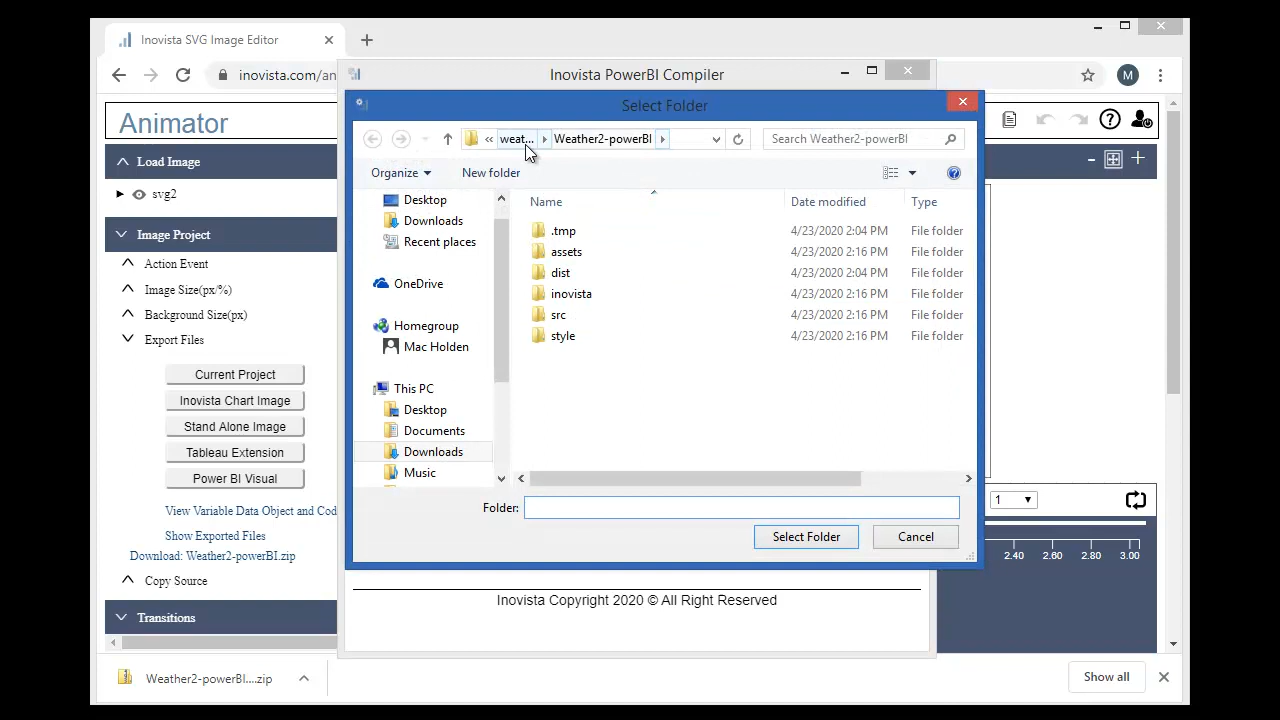 Inovista SVG Image Editor
inovista.com/an
M
Inovista PowerBI Compiler
Select Folder
Animator
Load Image
svg2
Image Project
Action Event
Image Size(px/%)
Background Size(px)
Export Files
Current Project
Inovista Chart Image
Stand Alone Image
Tableau Extension
Power BI Visual
View Variable Data Object and Cod
Show Exported Files
Download: Weather2-powerBI.zip
Copy Source
Transitions
« weat... Weather2-powerBI
Search Weather2-powerBI
Organize New folder
Desktop
Downloads
Recent places
OneDrive
Homegroup
Mac Holden
This PC
Desktop
Documents
Downloads
Music
Name Date modified Type
.tmp 4/23/2020 2:04 PM File folder
assets 4/23/2020 2:16 PM File folder
dist 4/23/2020 2:04 PM File folder
inovista 4/23/2020 2:16 PM File folder
src 4/23/2020 2:16 PM File folder
style 4/23/2020 2:16 PM File folder
Folder:
Select Folder Cancel
1
2.40 2.60 2.80 3.00
Inovista Copyright 2020 © All Right Reserved
Weather2-powerBI....zip
Show all